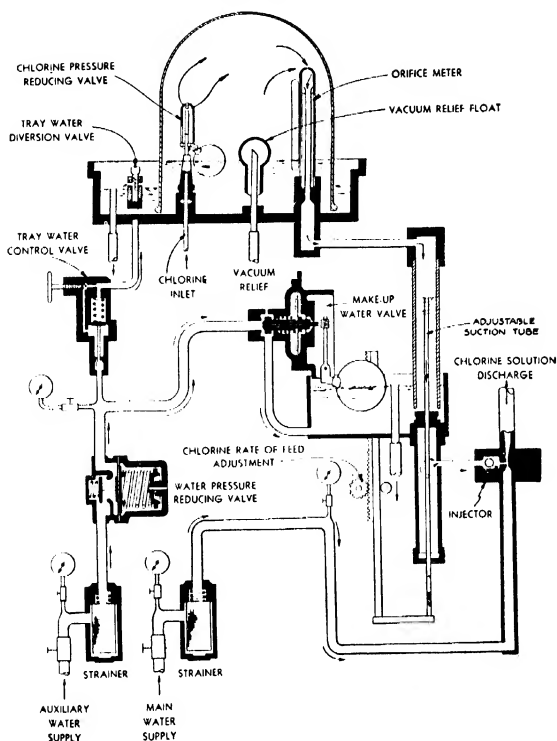 CHLORINE PRESSURE
REDUCING VALVE
ORIFICE METER
VACUUM RELIEF FLOAT
TRAY WATER
DIVERSION VALVE
TRAY WATER
CONTROL VALVE
CHLORINE
INLET
VACUUM
RELIEF
MAKE-UP
WATER VALVE
ADJUSTABLE
SUCTION TUBE
CHLORINE SOLUTION
DISCHARGE
CHLORINE RATE OF FEED
ADJUSTMENT
WATER PRESSURE
REDUCING VALVE
INJECTOR
STRAINER
STRAINER
AUXILIARY
WATER
SUPPLY
MAIN
WATER
SUPPLY